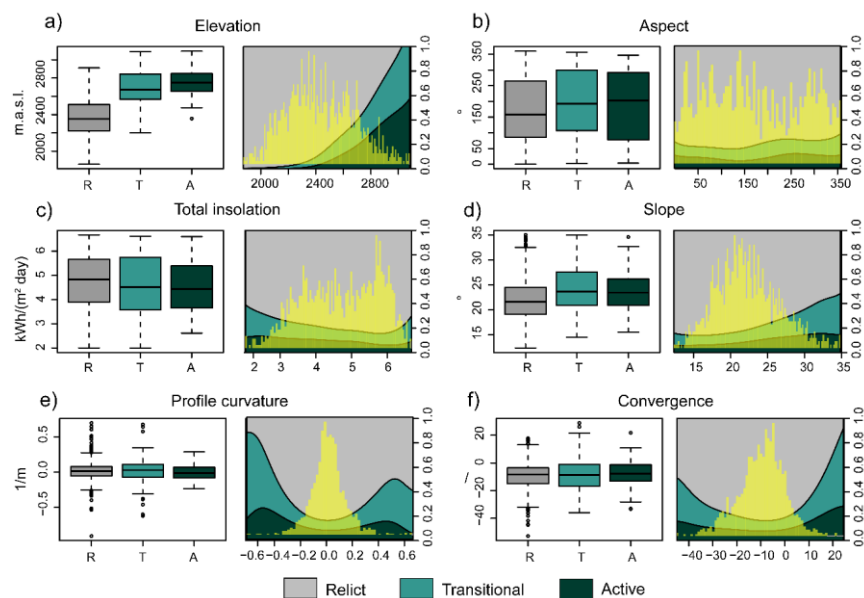 a) Elevation
m.a.s.l.
2000 2400 2800
R T A
2000 2400 2800
0.0 0.2 0.4 0.6 0.8 1.0
b) Aspect
°
0 50 150 250 350
R T A
50 150 250 350
0.0 0.2 0.4 0.6 0.8 1.0
c) Total insolation
kWh/(m² day)
2 3 4 5 6
R T A
2 3 4 5 6
0.0 0.2 0.4 0.6 0.8 1.0
d) Slope
°
15 20 25 30 35
R T A
15 20 25 30 35
0.0 0.2 0.4 0.6 0.8 1.0
e) Profile curvature
1/m
−0.5 0.0 0.5
R T A
−0.6 −0.4 −0.2 0.0 0.2 0.4 0.6
0.0 0.2 0.4 0.6 0.8 1.0
f) Convergence
/
−40 −20 0 20
R T A
−40 −30 −20 −10 0 10 20
0.0 0.2 0.4 0.6 0.8 1.0
Relict Transitional Active